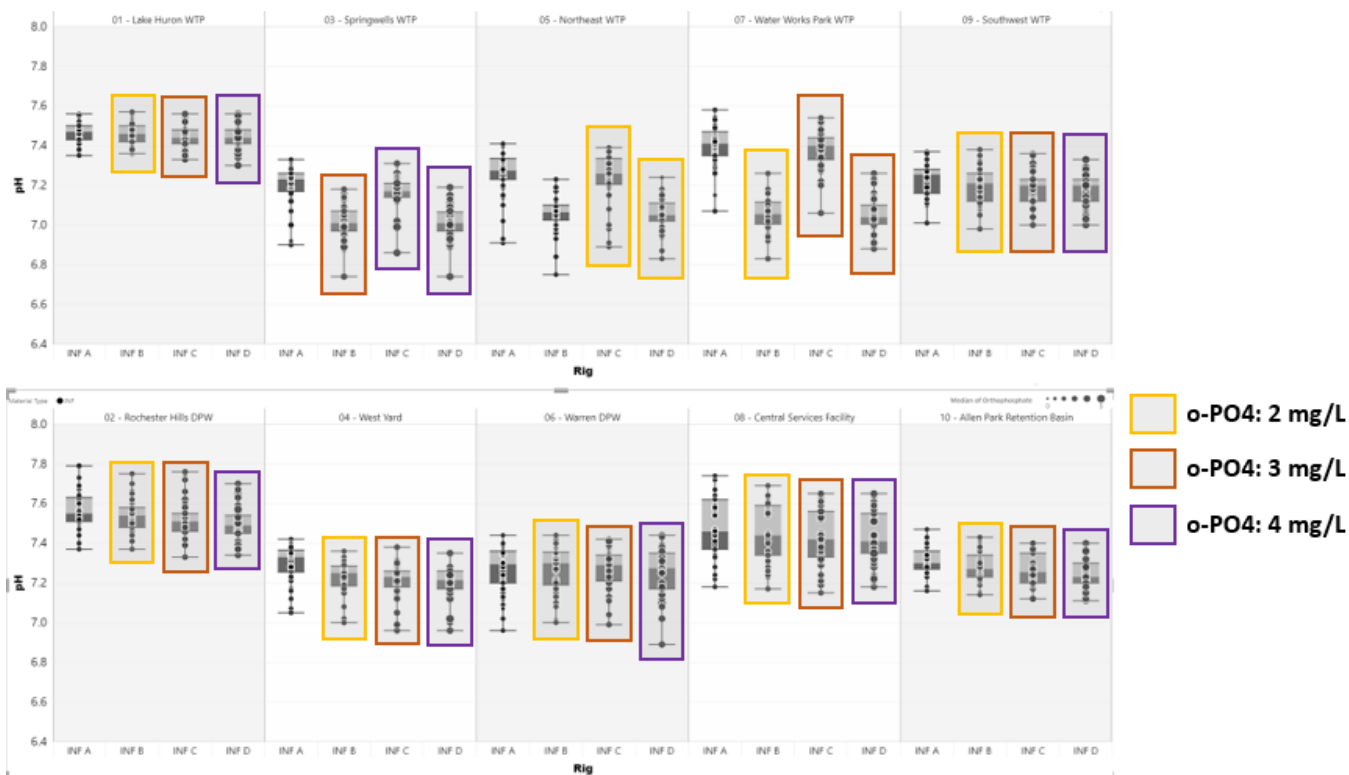 01 - Lake Huron WTP 03 - Springwells WTP 05 - Northeast WTP 07 - Water Works Park WTP 09 - Southwest WTP
8.0
7.8
7.6
7.4
7.2
7.0
6.8
6.6
6.4
pH
INF A INF B INF C INF D INF A INF B INF C INF D INF A INF B INF C INF D INF A INF B INF C INF D INF A INF B INF C INF D
Rig
Material Type INF Median of Orthophosphate
0
02 - Rochester Hills DPW 04 - West Yard 06 - Warren DPW 08 - Central Services Facility 10 - Allen Park Retention Basin
8.0
7.8
7.6
7.4
7.2
7.0
6.8
6.6
6.4
pH
INF A INF B INF C INF D INF A INF B INF C INF D INF A INF B INF C INF D INF A INF B INF C INF D INF A INF B INF C INF D
Rig
o-PO4: 2 mg/L
o-PO4: 3 mg/L
o-PO4: 4 mg/L